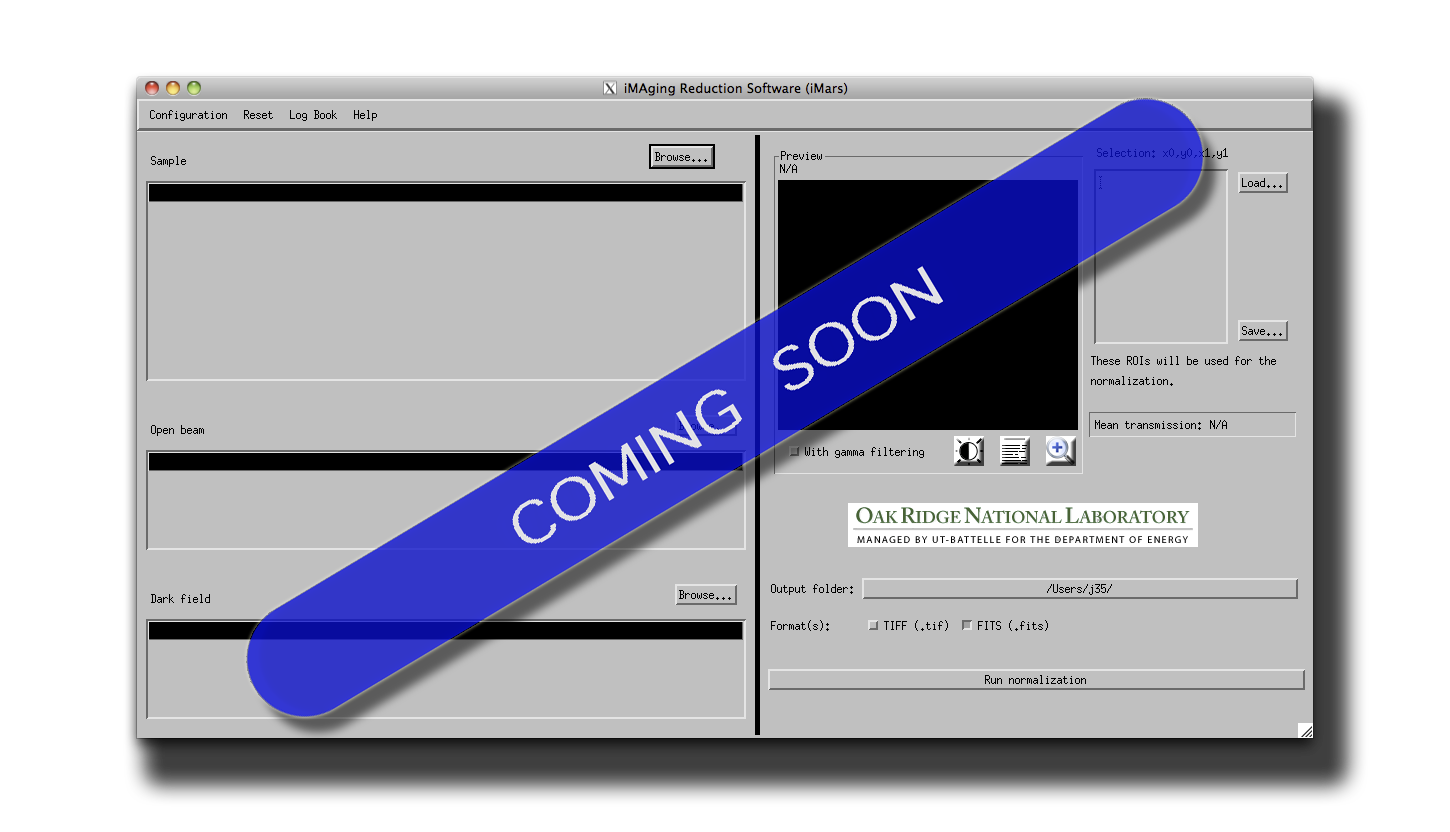 iMAging Reduction Software (iMars)
Configuration Reset Log Book Help
Sample
Browse...
Open beam
Browse...
Dark field
Browse...
COMING SOON
Preview
N/A
With gamma filtering
Selection: x0,y0,x1,y1
Load...
Save...
These ROIs will be used for the
normalization.
Mean transmission: N/A
OAK RIDGE NATIONAL LABORATORY
MANAGED BY UT-BATTELLE FOR THE DEPARTMENT OF ENERGY
Output folder: /Users/j35/
Format(s): TIFF (.tif) FITS (.fits)
Run normalization